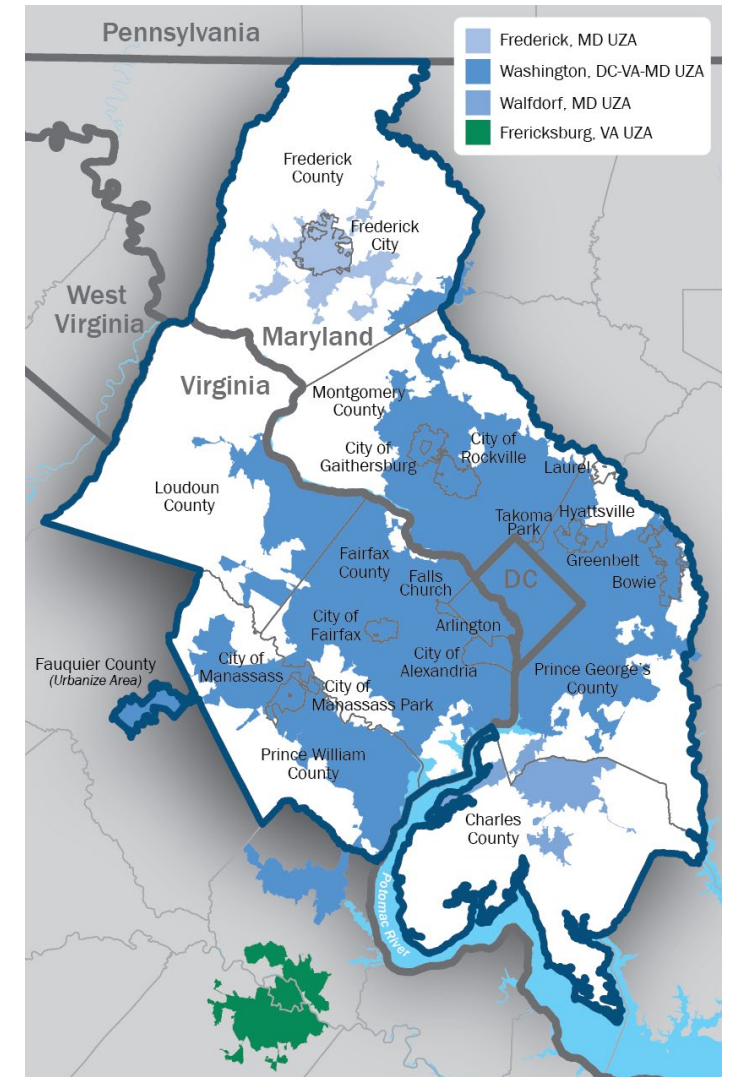 Pennsylvania
Frederick, MD UZA
Washington, DC-VA-MD UZA
Walfdorf, MD UZA
Frericksburg, VA UZA
Frederick
County
Frederick
City
West
Virginia
Maryland
Virginia
Montgomery
County
City of
Gaithersburg
City of
Rockville
Laurel
Loudoun
County
Takoma
Park
Hyattsville
Greenbelt
Bowie
Fairfax
County
Falls
Church
DC
City of
Fairfax
Arlington
City of
Alexandria
Fauquier County
(Urbanize Area)
City of
Manassass
City of
Manassass Park
Prince George's
County
Prince William
County
Charles
County
Potomac River